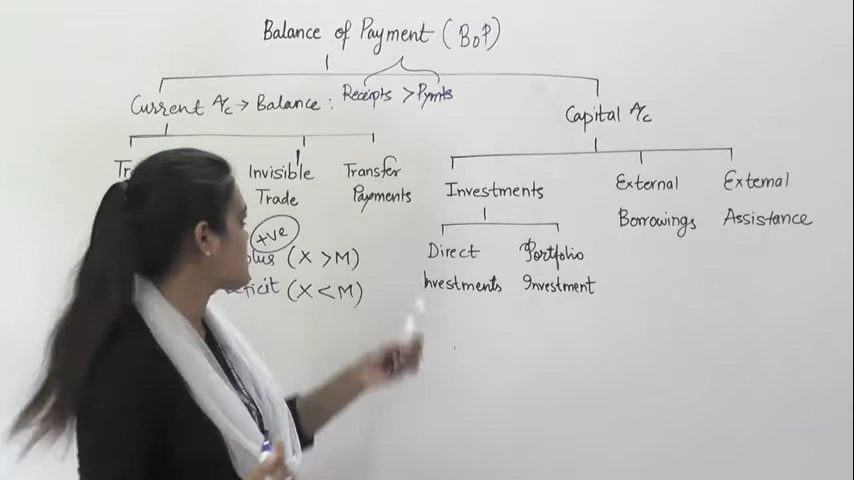 Balance of Payment (BOP)
Current A/c → Balance : Receipts > Pymts
Capital A/c
Invisible
Trade
Transfer
Payments
Investments
External
Borrowings
External
Assistance
+ve
(X > M)
(X < M)
Direct
Investments
Portfolio
Investment